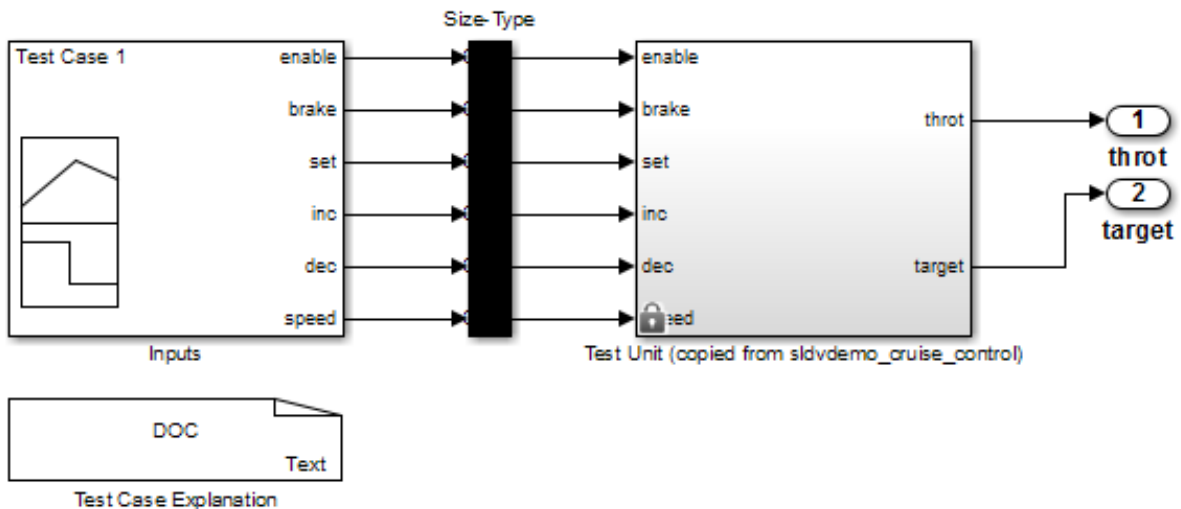 Size-Type
Test Case 1
enable
brake
set
inc
dec
speed
Inputs
enable
brake
set
inc
dec
eed
throt
target
Test Unit (copied from sldvdemo_cruise_control)
1
throt
2
target
DOC
Text
Test Case Explanation